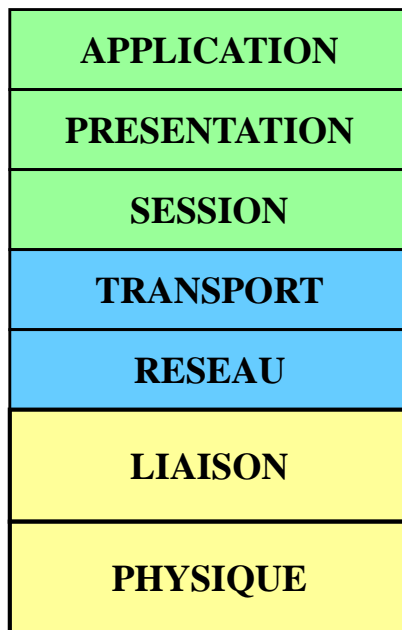 APPLICATION
PRESENTATION
SESSION
TRANSPORT
RESEAU
LIAISON
PHYSIQUE